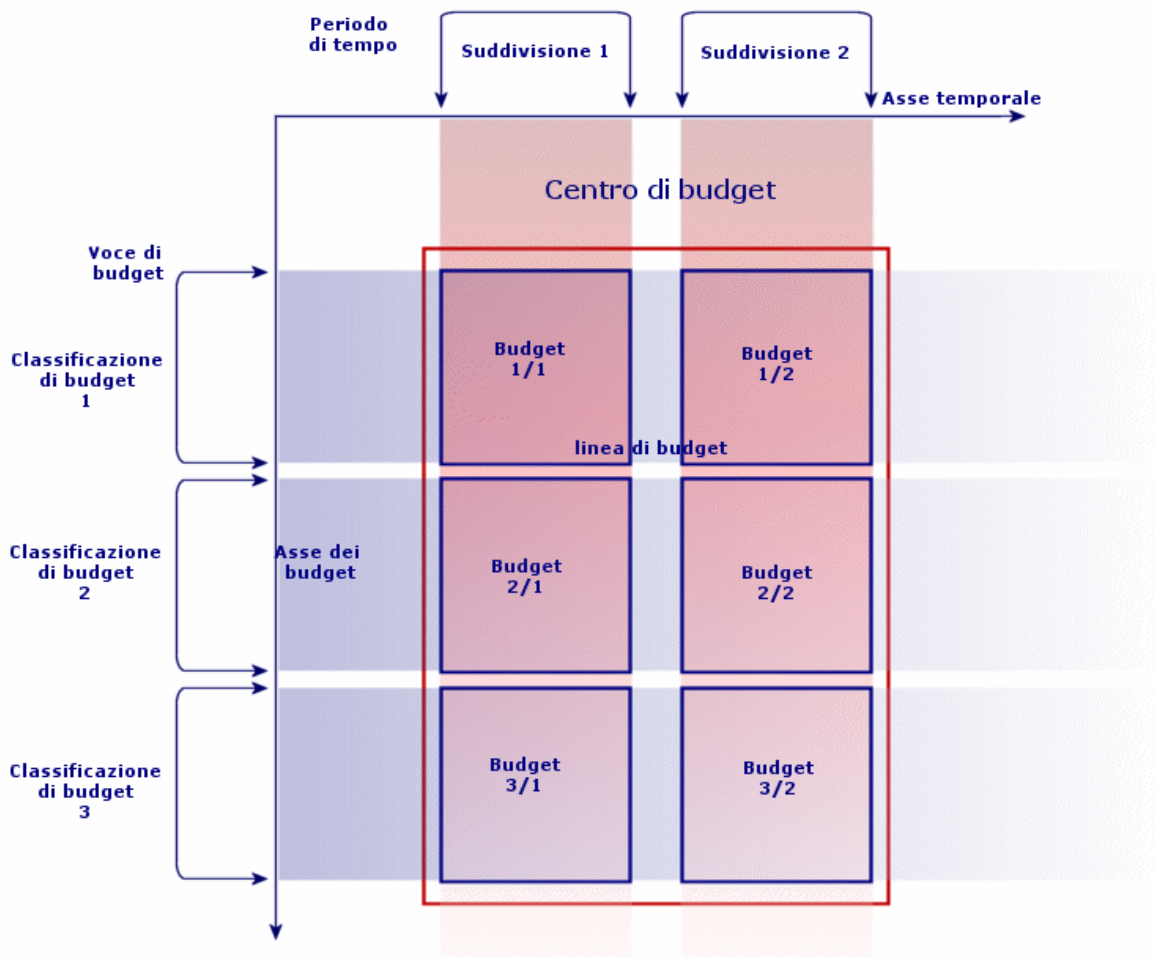 Periodo
di tempo
Suddivisione 1
Suddivisione 2
Asse temporale
Centro di budget
Voce di
budget
Classificazione
di budget
1
Budget
1/1
Budget
1/2
linea di budget
Classificazione
di budget
2
Asse dei
budget
Budget
2/1
Budget
2/2
Classificazione
di budget
3
Budget
3/1
Budget
3/2